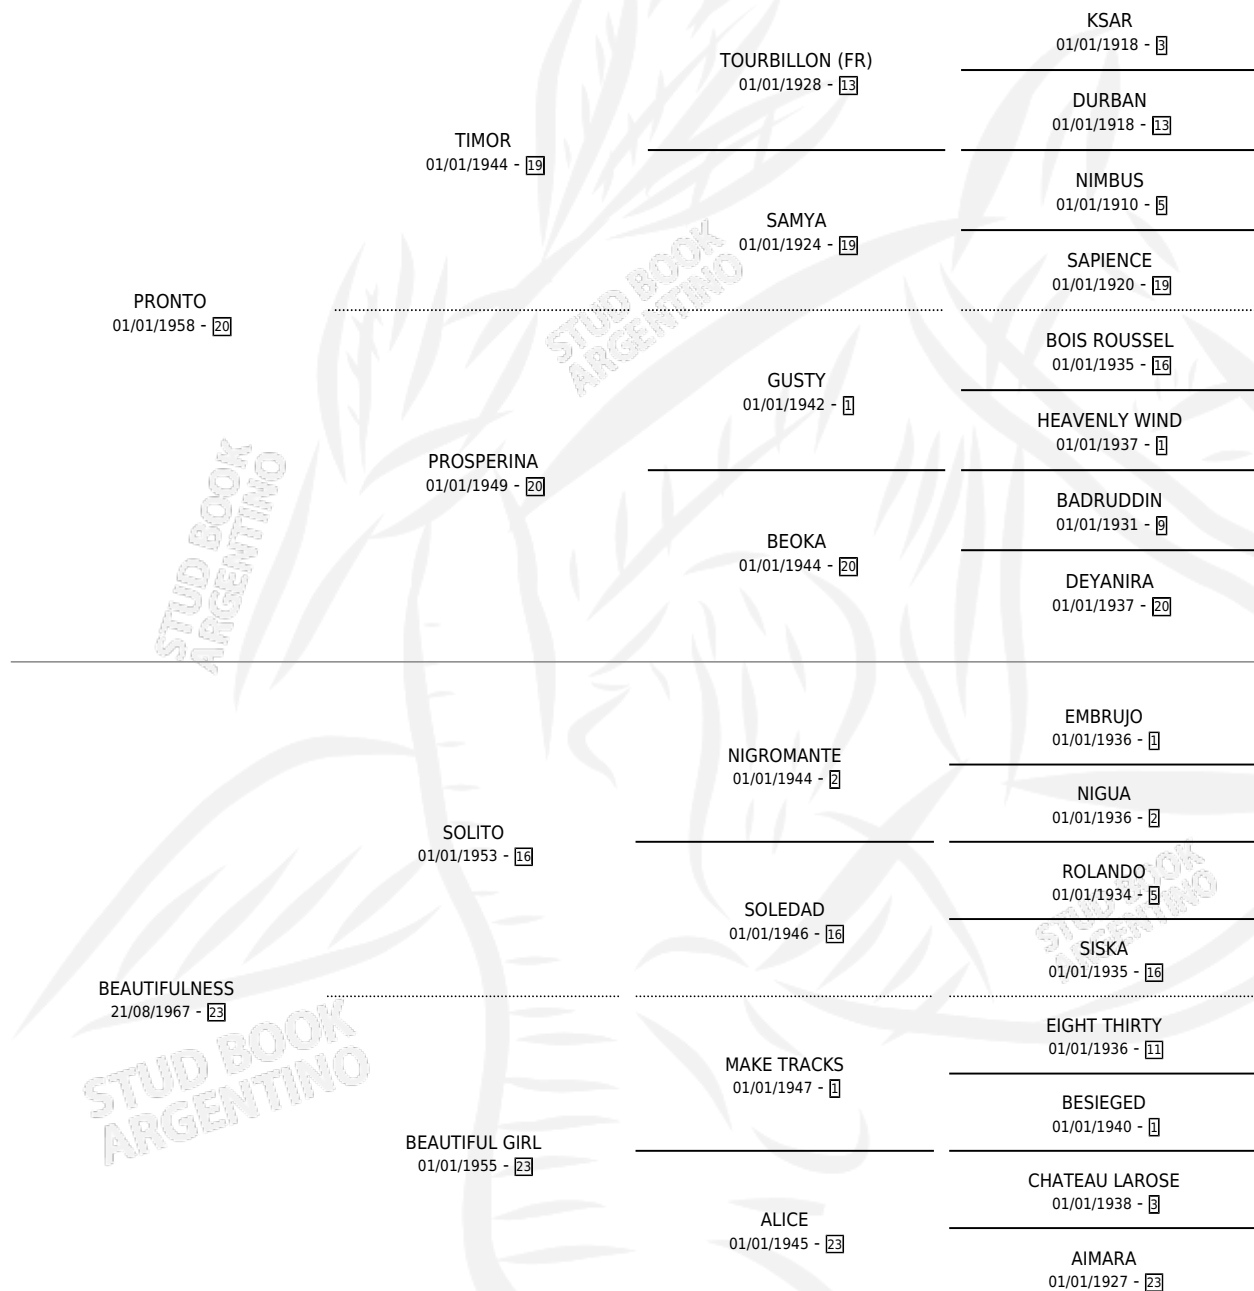 KSAR
01/01/1918 - 3
TOURBILLON (FR)
01/01/1928 - 13
DURBAN
01/01/1918 - 13
TIMOR
01/01/1944 - 19
NIMBUS
01/01/1910 - 5
SAMYA
01/01/1924 - 19
SAPIENCE
01/01/1920 - 19
PRONTO
01/01/1958 - 20
BOIS ROUSSEL
01/01/1935 - 16
GUSTY
01/01/1942 - 1
HEAVENLY WIND
01/01/1937 - 1
PROSPERINA
01/01/1949 - 20
BADRUDDIN
01/01/1931 - 9
BEOKA
01/01/1944 - 20
DEYANIRA
01/01/1937 - 20
EMBRUJO
01/01/1936 - 1
NIGROMANTE
01/01/1944 - 2
NIGUA
01/01/1936 - 2
SOLITO
01/01/1953 - 16
ROLANDO
01/01/1934 - 5
SOLEDAD
01/01/1946 - 16
SISKA
01/01/1935 - 16
BEAUTIFULNESS
21/08/1967 - 23
EIGHT THIRTY
01/01/1936 - 11
MAKE TRACKS
01/01/1947 - 1
BESIEGED
01/01/1940 - 1
BEAUTIFUL GIRL
01/01/1955 - 23
CHATEAU LAROSE
01/01/1938 - 3
ALICE
01/01/1945 - 23
AIMARA
01/01/1927 - 23
STUD BOOK
ARGENTINO
STUD BOOK
ARGENTINO
STUD BOOK
ARGENTINO
STUD BOOK
ARGENTINO